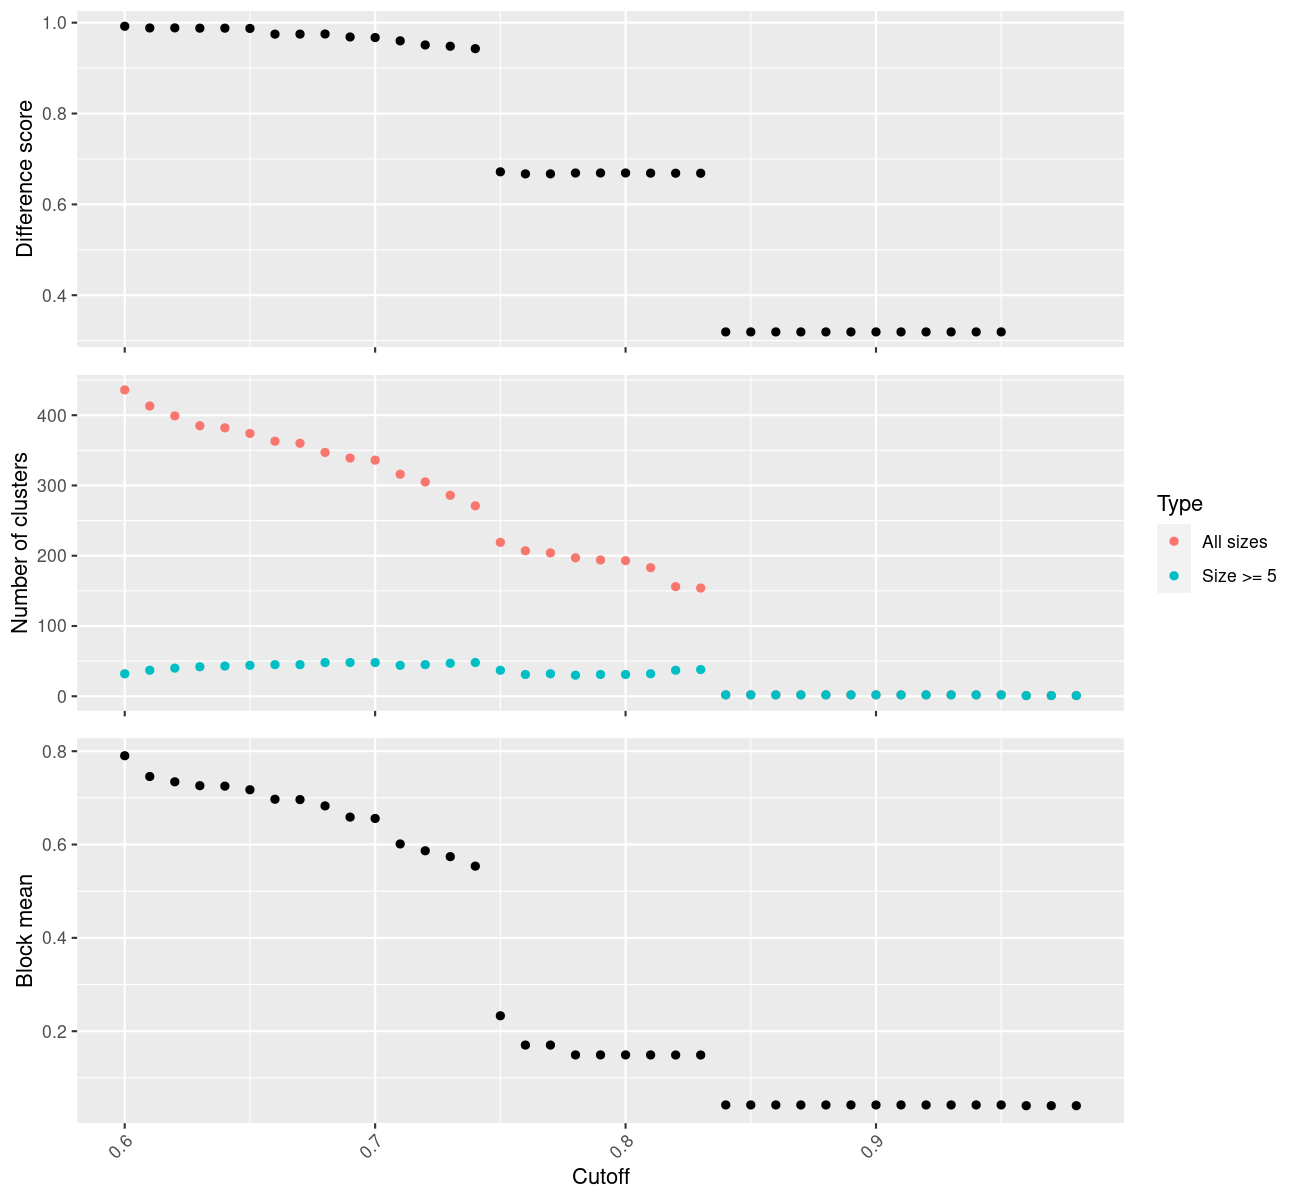 1.0
0.8
0.6
0.4
Difference score
400
300
200
100
0
Number of clusters
Type
All sizes
Size >= 5
0.8
0.6
0.4
0.2
Block mean
0.6 0.7 0.8 0.9
Cutoff